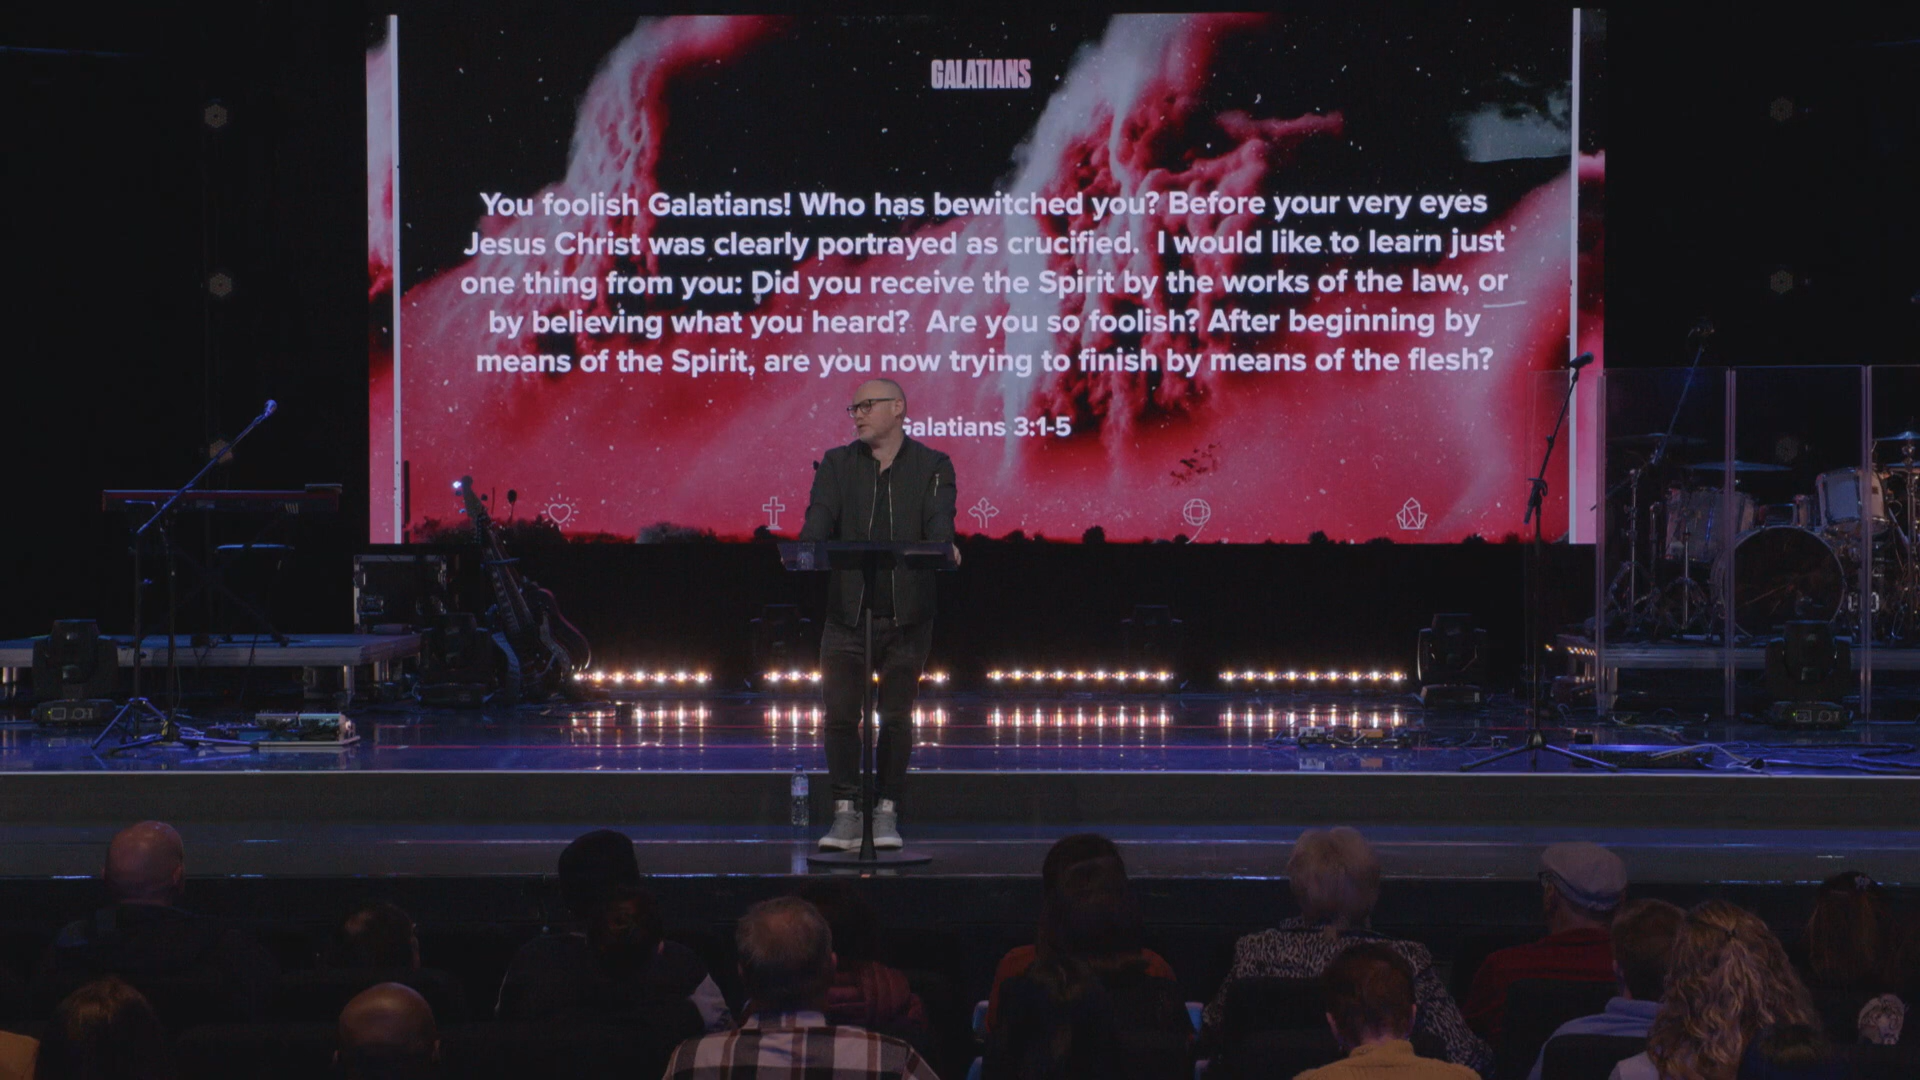 GALATIANS
You foolish Galatians! Who has bewitched you? Before your very eyes
Jesus Christ was clearly portrayed as crucified. I would like to learn just
one thing from you: Did you receive the Spirit by the works of the law, or
by believing what you heard? Are you so foolish? After beginning by
means of the Spirit, are you now trying to finish by means of the flesh?
Galatians 3:1-5